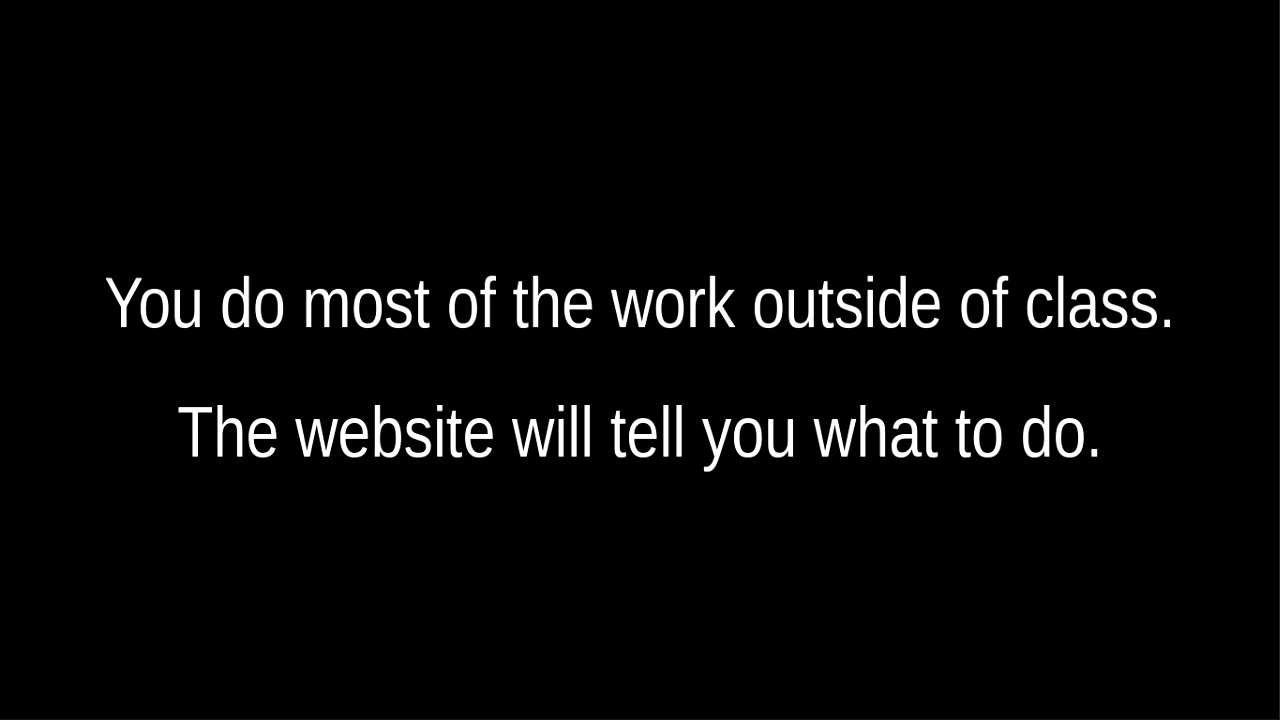 You do most of the work outside of class.
The website will tell you what to do.